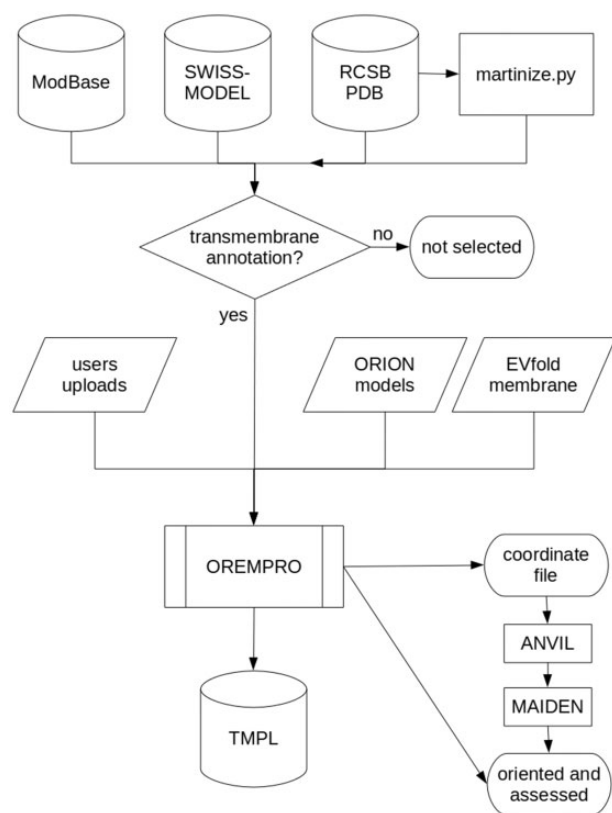 ModBase
SWISS-
MODEL
RCSB
PDB
martinize.py
transmembrane
annotation?
no
not selected
yes
users
uploads
ORION
models
EVfold
membrane
OREMPRO
coordinate
file
ANVIL
MAIDEN
TMPL
oriented and
assessed